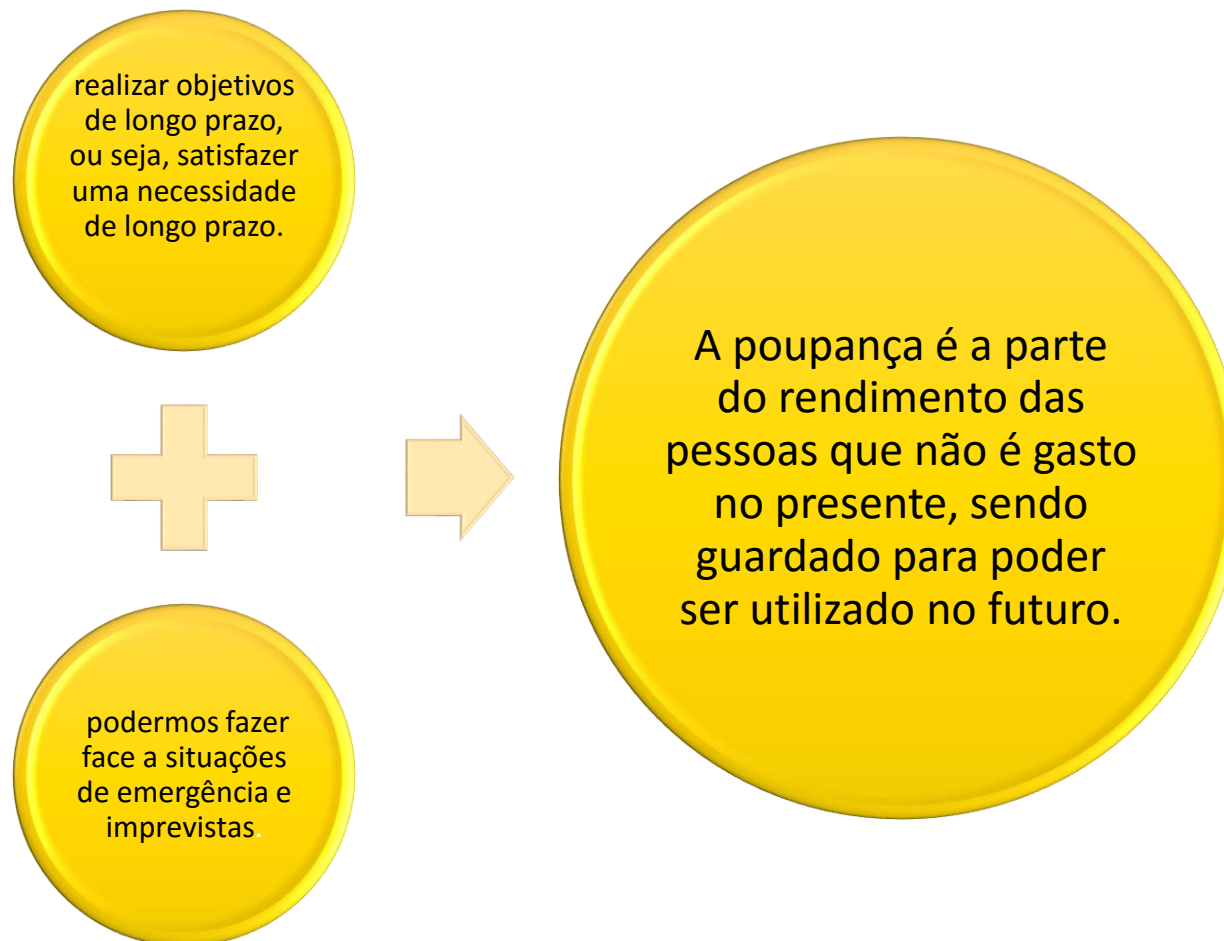 realizar objetivos
de longo prazo,
ou seja, satisfazer
uma necessidade
de longo prazo.
podermos fazer
face a situações
de emergência e
imprevistas.
A poupança é a parte
do rendimento das
pessoas que não é gasto
no presente, sendo
guardado para poder
ser utilizado no futuro.